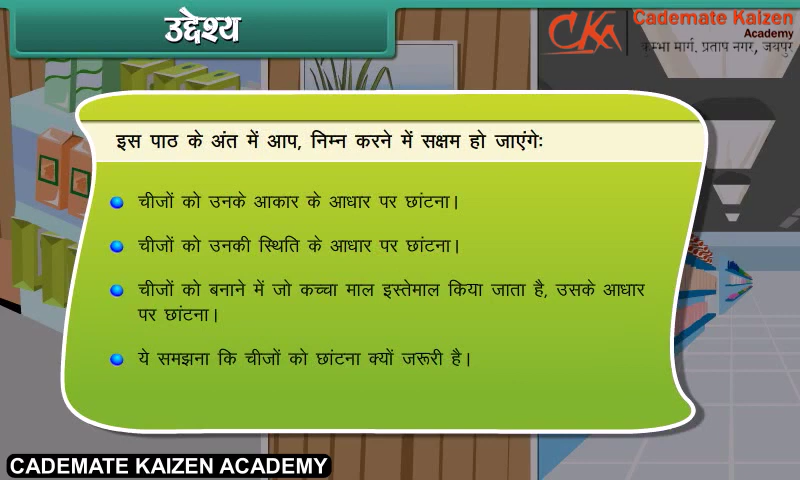 उद्देश्य
CKA
Cademate Kaizen
Academy
कुम्भा मार्ग, प्रताप नगर, जयपुर
इस पाठ के अंत में आप, निम्न करने में सक्षम हो जाएंगेः
चीजों को उनके आकार के आधार पर छांटना।
चीजों को उनकी स्थिति के आधार पर छांटना।
चीजों को बनाने में जो कच्चा माल इस्तेमाल किया जाता है, उसके आधार
पर छांटना।
ये समझना कि चीजों को छांटना क्यों जरूरी है।
CADEMATE KAIZEN ACADEMY